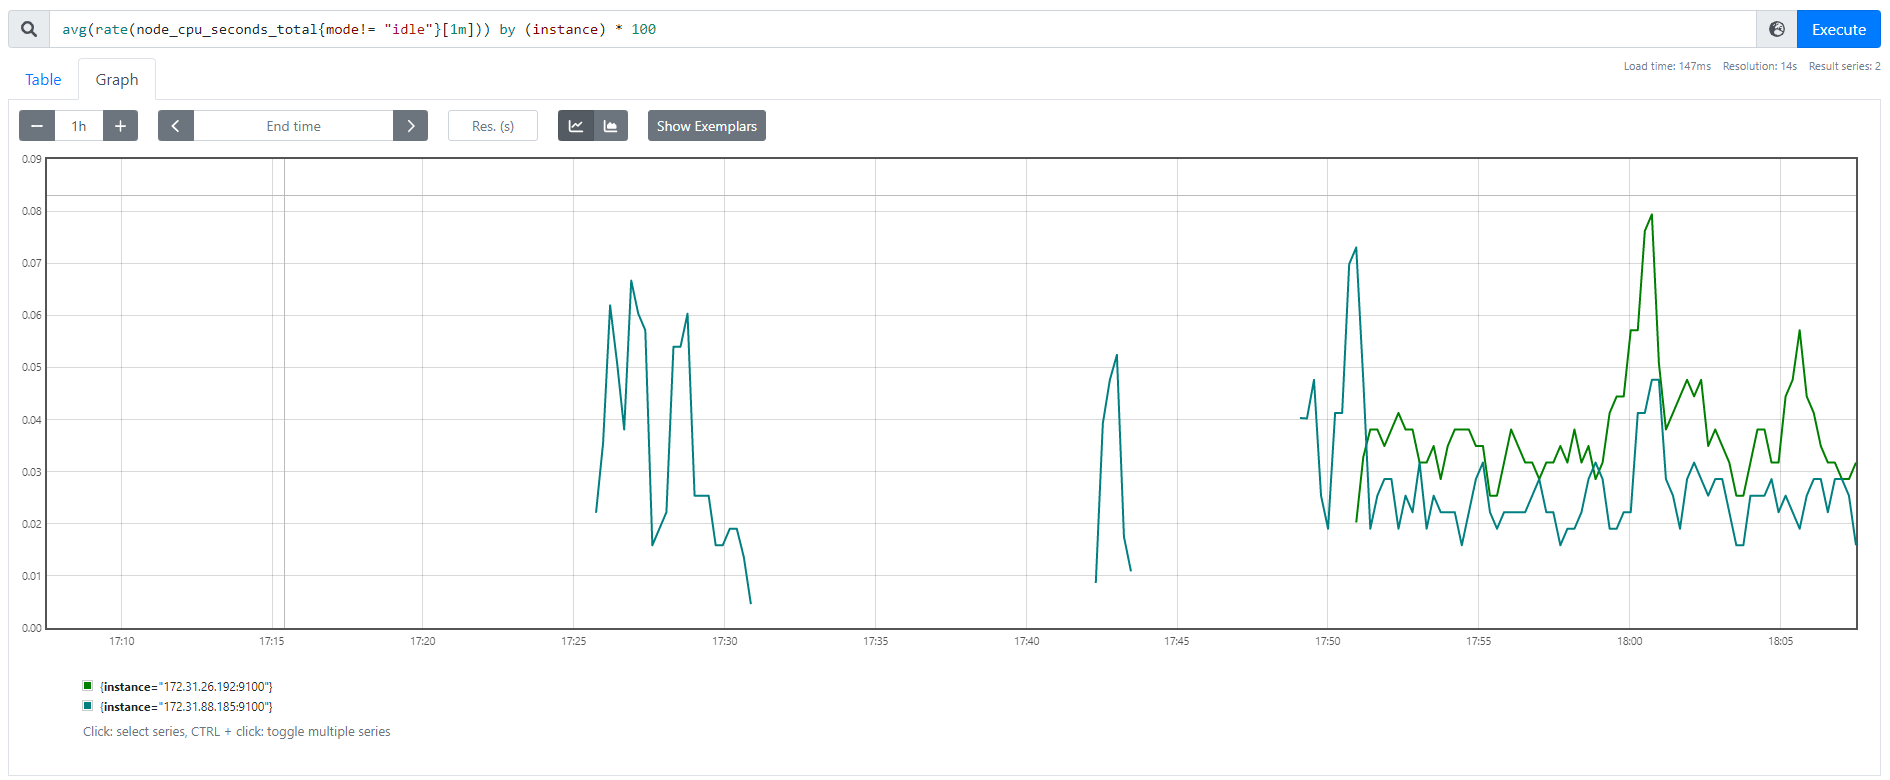 avg(rate(node_cpu_seconds_total{mode!= "idle"}[1m])) by (instance) * 100
Execute
Table
Graph
Load time: 147ms Resolution: 14s Result series: 2
1h
End time
Res. (s)
Show Exemplars
0.09
0.08
0.07
0.06
0.05
0.04
0.03
0.02
0.01
0.00
17:10 17:15 17:20 17:25 17:30 17:35 17:40 17:45 17:50 17:55 18:00 18:05
{instance="172.31.26.192:9100"}
{instance="172.31.88.185:9100"}
Click: select series, CTRL + click: toggle multiple series